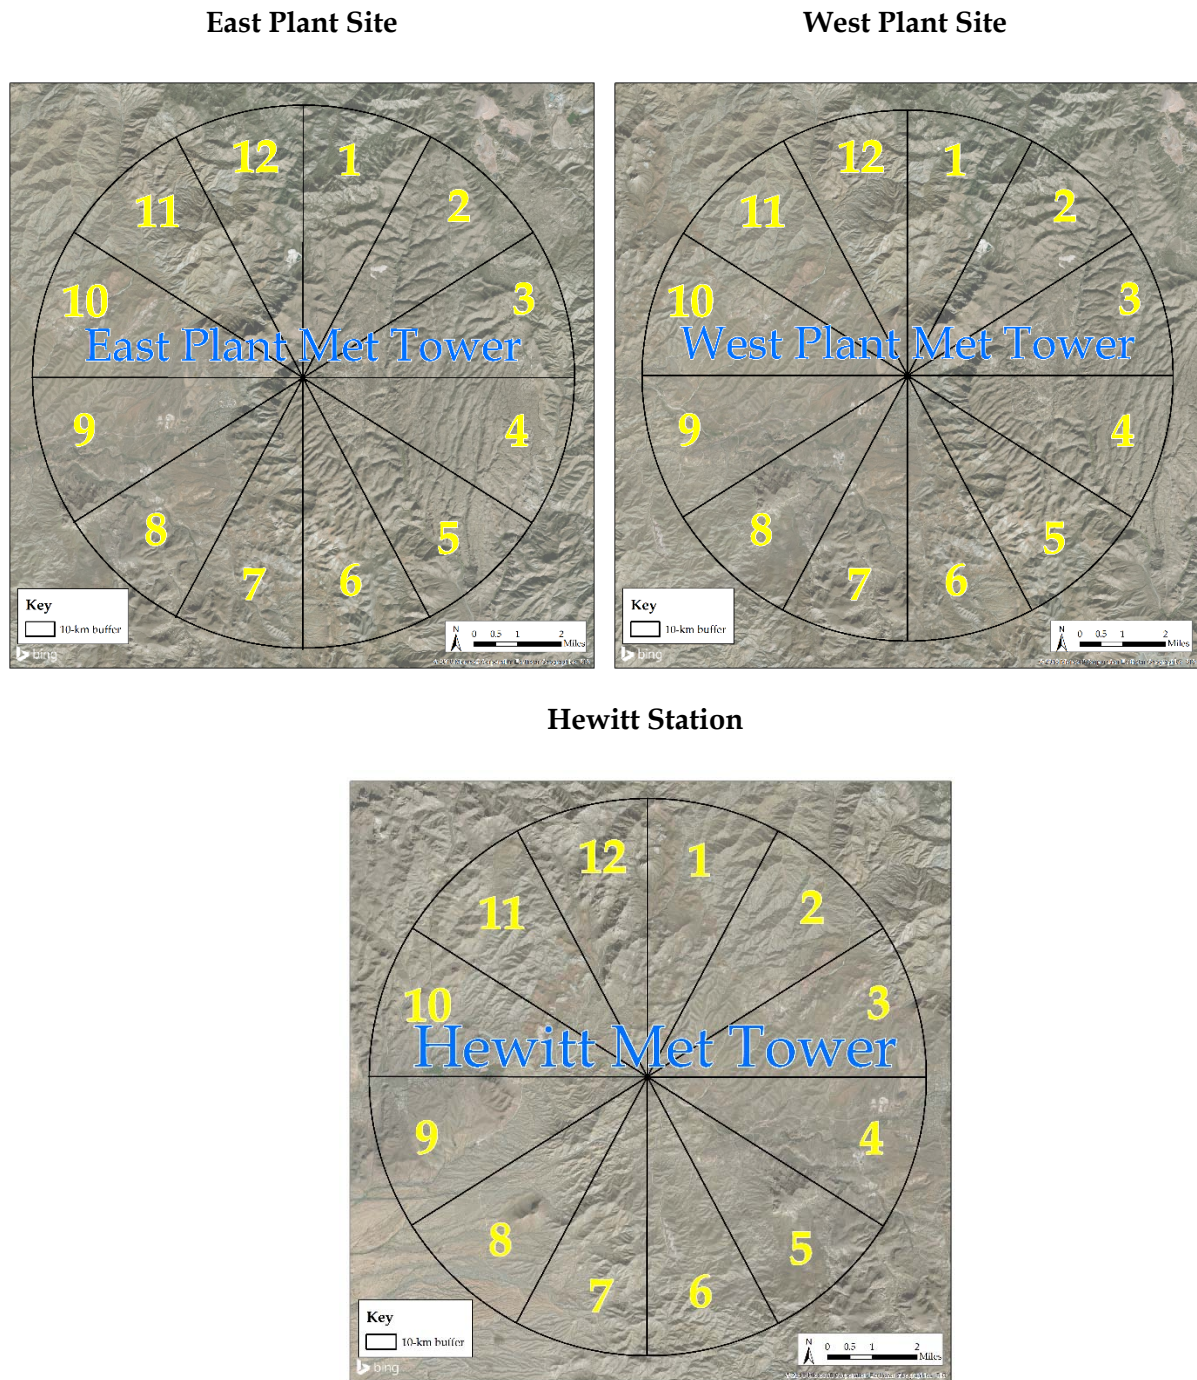 East Plant Site
12
1
11
2
10
3
East Plant Met Tower
9
4
8
5
7
6
Key
10-km buffer
bing
N
0 0.5 1 2
Miles
West Plant Site
12
1
11
2
10
3
West Plant Met Tower
9
4
8
5
7
6
Key
10-km buffer
bing
N
0 0.5 1 2
Miles
Hewitt Station
12
1
11
2
10
3
Hewitt Met Tower
9
4
8
5
7
6
Key
10-km buffer
bing
N
0 0.5 1 2
Miles